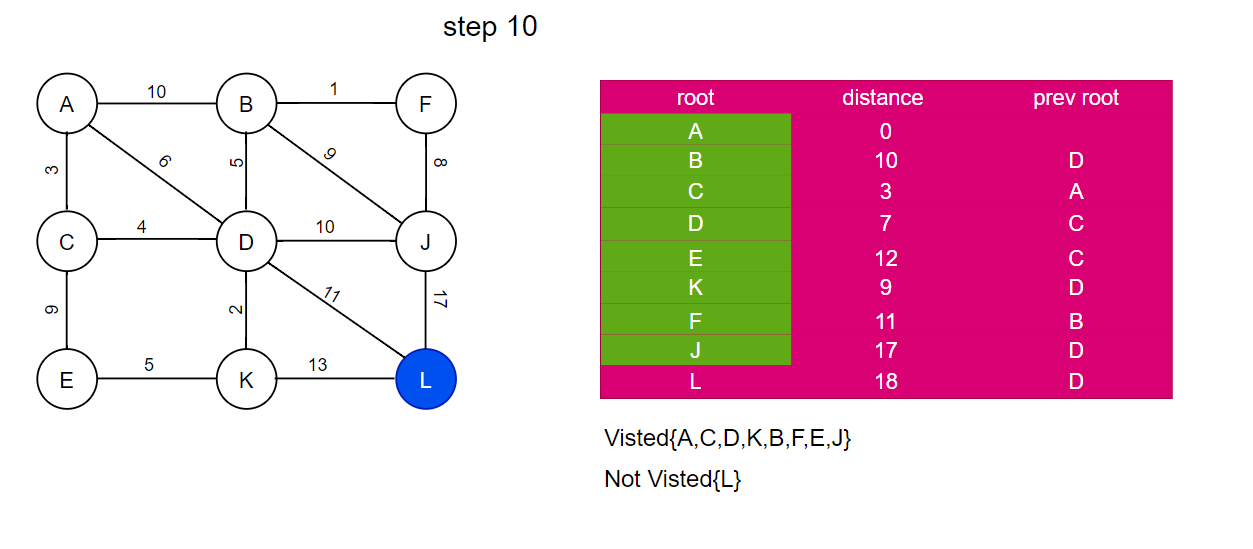 step 10
A 10 B 1 F
3 6 5 9 8
C 4 D 10 J
9 2 11 17
E 5 K 13 L
root distance prev root
A 0
B 10 D
C 3 A
D 7 C
E 12 C
K 9 D
F 11 B
J 17 D
L 18 D
Visted{A,C,D,K,B,F,E,J}
Not Visted{L}